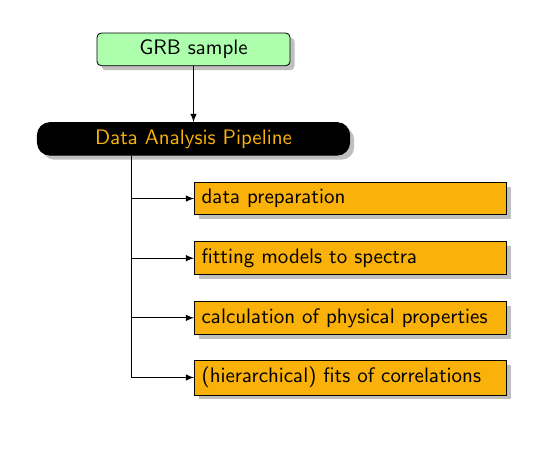 GRB sample
Data Analysis Pipeline
data preparation
fitting models to spectra
calculation of physical properties
(hierarchical) fits of correlations